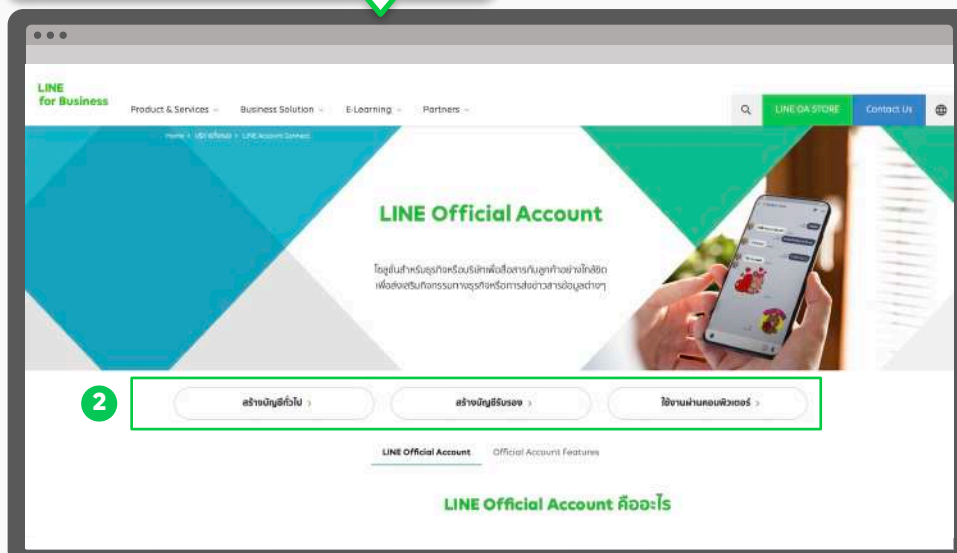 LINE
for Business
Product & Services
Business Solution
E-Learning
Partners
LINE OA STORE
Contact Us
Home > > LINE Account Connect
LINE Official Account
โซลูชันสำหรับธุรกิจหรือบริษัทเพื่อสื่อสารกับลูกค้าอย่างใกล้ชิด
เพื่อส่งเสริมกิจกรรมทางธุรกิจหรือการส่งข่าวสารข้อมูลต่างๆ
2
สร้างบัญชีทั่วไป >
สร้างบัญชีรับรอง >
ใช้งานผ่านคอมพิวเตอร์ >
LINE Official Account
Official Account Features
LINE Official Account คืออะไร